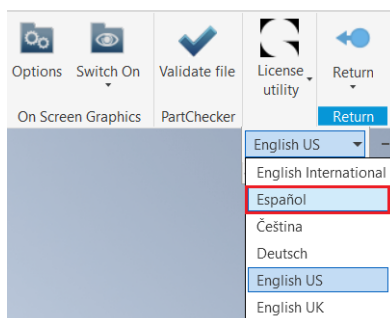 Options Switch On Validate file License utility Return
On Screen Graphics PartChecker Return
English US
English International
Español
Čeština
Deutsch
English US
English UK